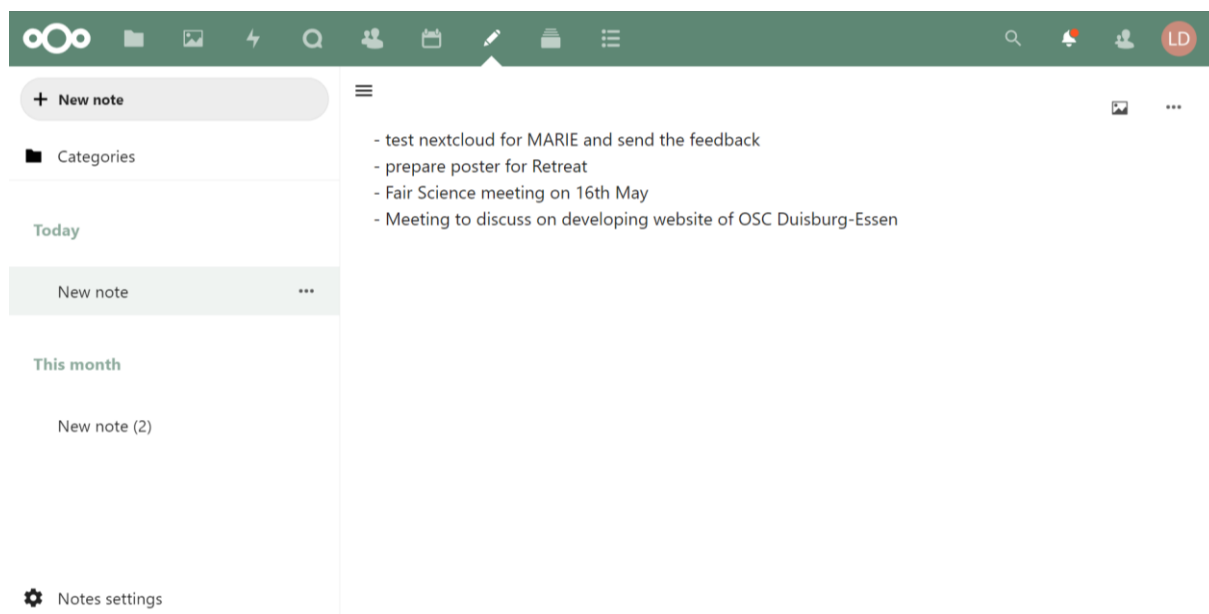 LD
+ New note
Categories
Today
New note
This month
New note (2)
Notes settings
- test nextcloud for MARIE and send the feedback
- prepare poster for Retreat
- Fair Science meeting on 16th May
- Meeting to discuss on developing website of OSC Duisburg-Essen